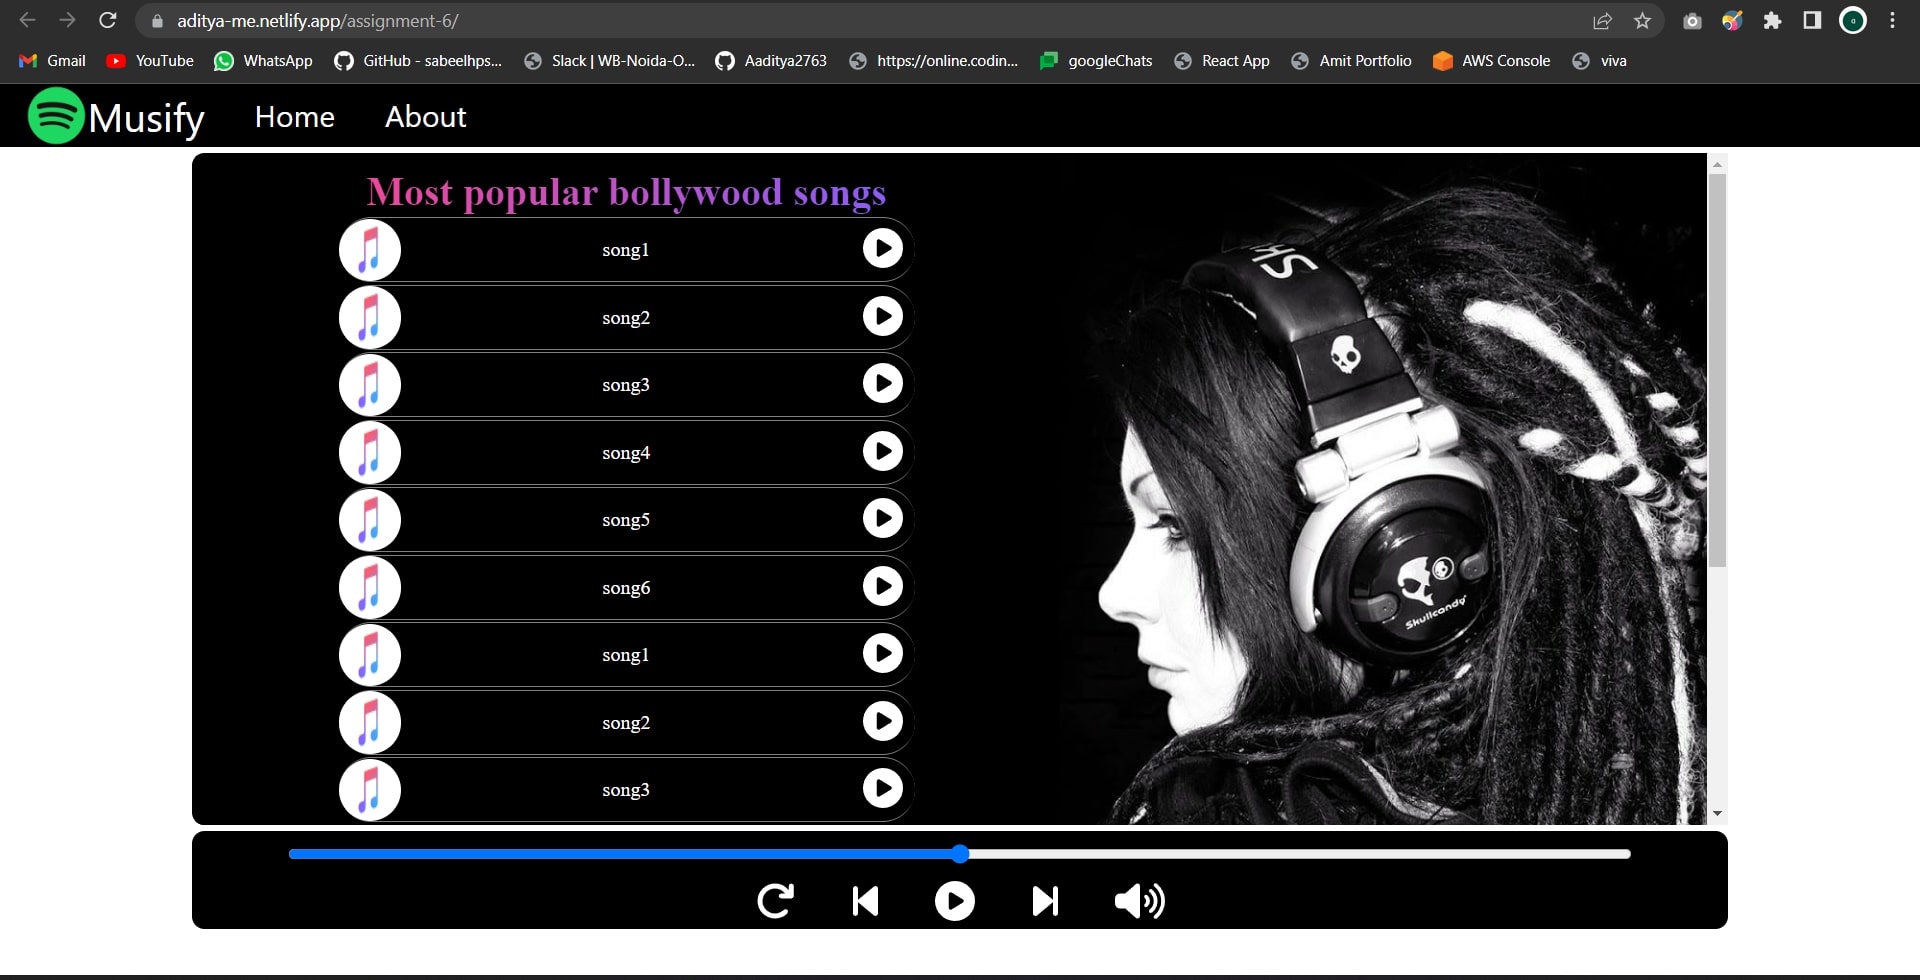 aditya-me.netlify.app/assignment-6/
Gmail YouTube WhatsApp GitHub - sabeelhps... Slack | WB-Noida-O... Aaditya2763 https://online.codin... googleChats React App Amit Portfolio AWS Console viva
Musify Home About
Most popular bollywood songs
song1
song2
song3
song4
song5
song6
song1
song2
song3
Skullcandy